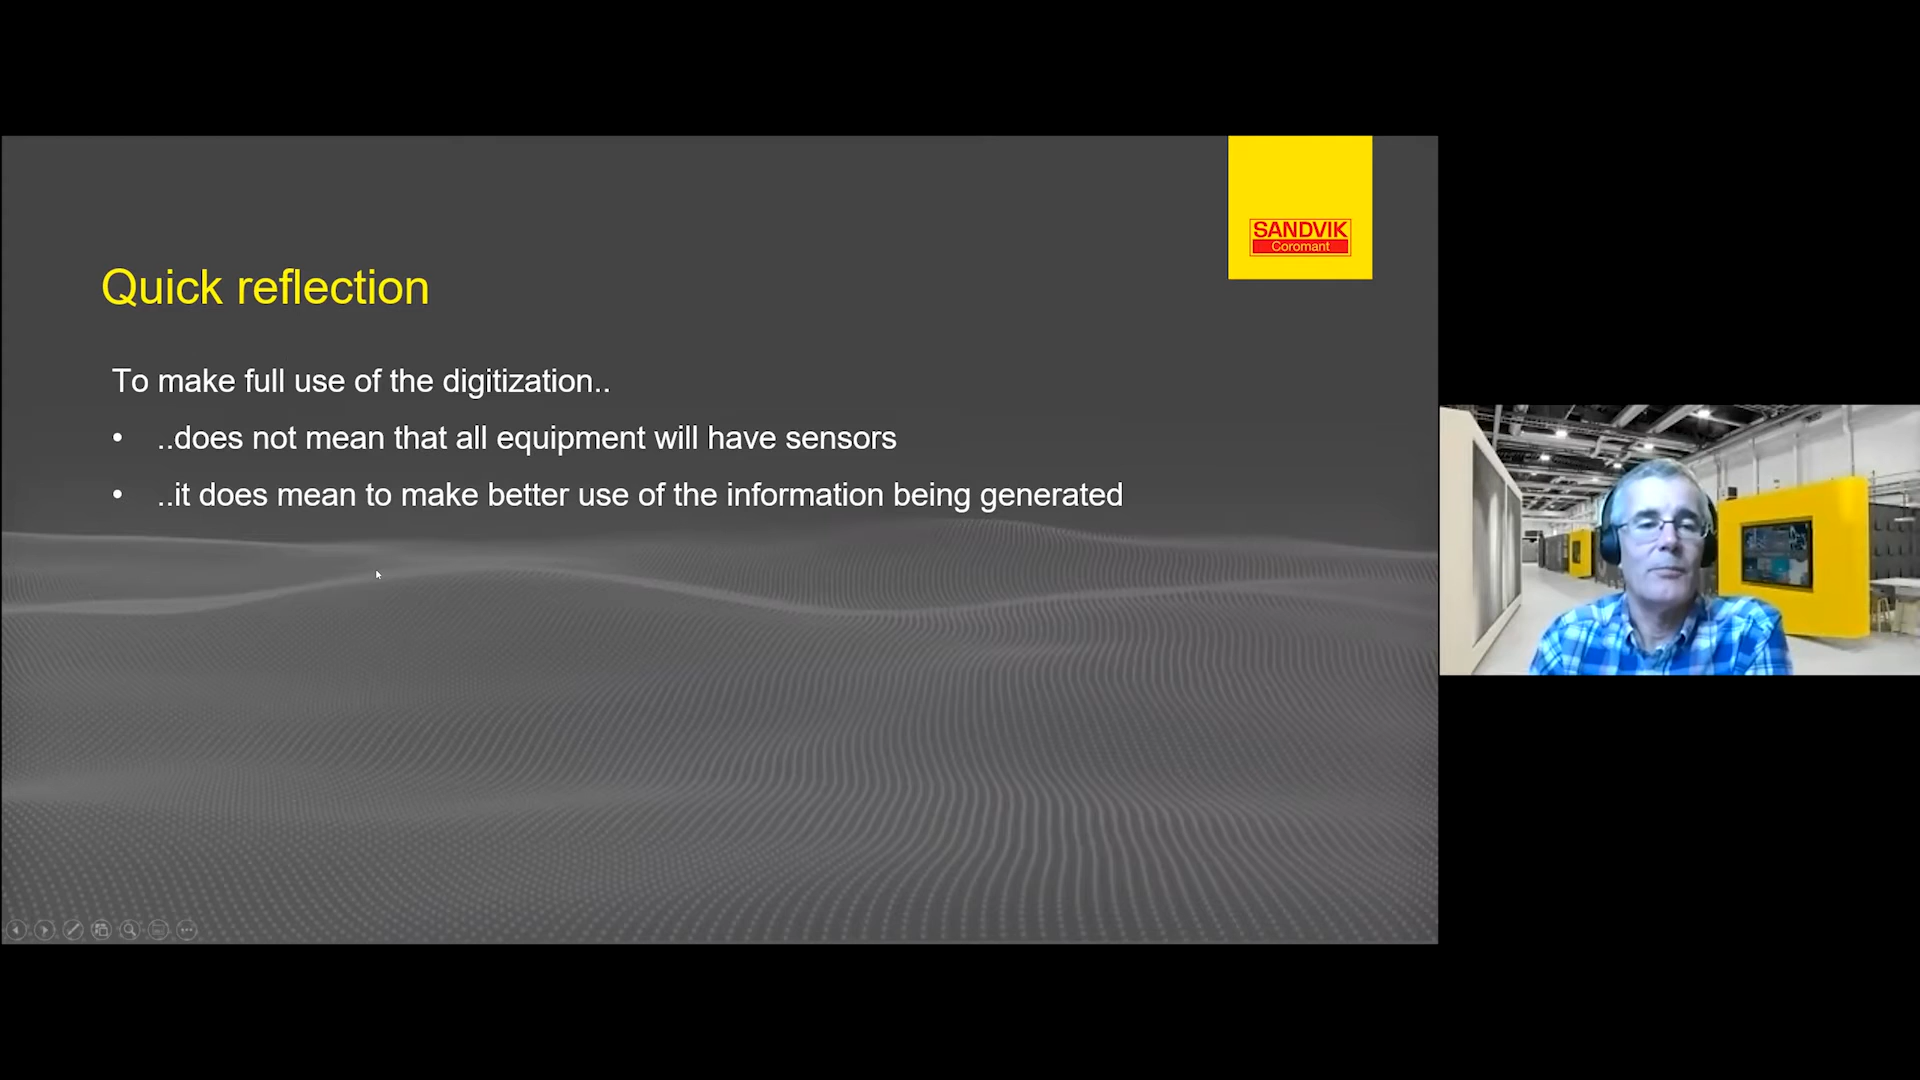 SANDVIK
Coromant
Quick reflection
To make full use of the digitization..
• ..does not mean that all equipment will have sensors
• ..it does mean to make better use of the information being generated